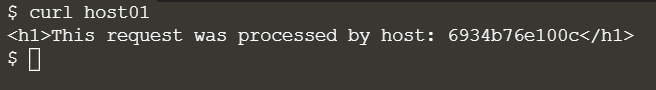 $ curl host01
<h1>This request was processed by host: 6934b76e100c</h1>
$